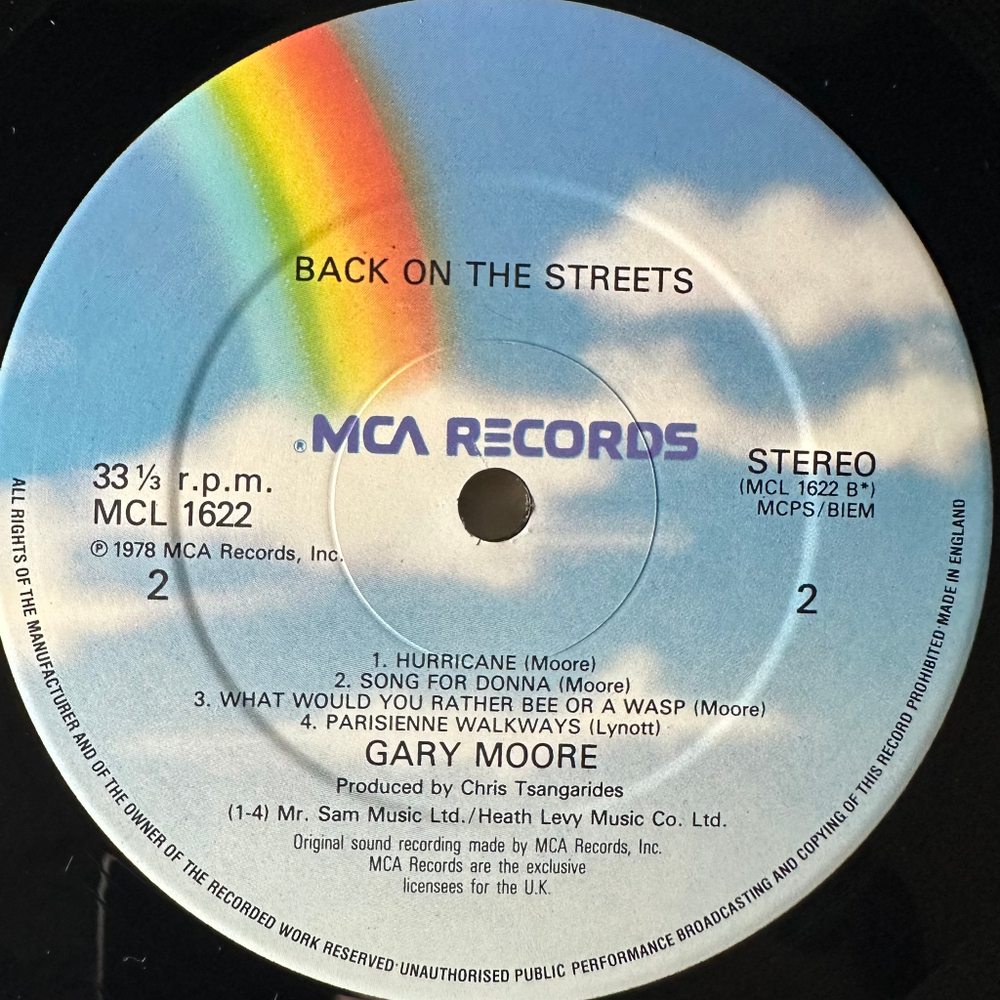 BACK ON THE STREETS
® MCA RECORDS
33⅓ r.p.m.
MCL 1622
℗ 1978 MCA Records, Inc.
2
STEREO
(MCL 1622 B*)
MCPS/BIEM
2
1. HURRICANE (Moore)
2. SONG FOR DONNA (Moore)
3. WHAT WOULD YOU RATHER BEE OR A WASP (Moore)
4. PARISIENNE WALKWAYS (Lynott)
GARY MOORE
Produced by Chris Tsangarides
(1-4) Mr. Sam Music Ltd./Heath Levy Music Co. Ltd.
Original sound recording made by MCA Records, Inc.
MCA Records are the exclusive
licensees for the U.K.
ALL RIGHTS OF THE MANUFACTURER AND OF THE OWNER OF THE RECORDED WORK RESERVED·UNAUTHORISED PUBLIC PERFORMANCE BROADCASTING AND COPYING OF THIS RECORD PROHIBITED·MADE IN ENGLAND